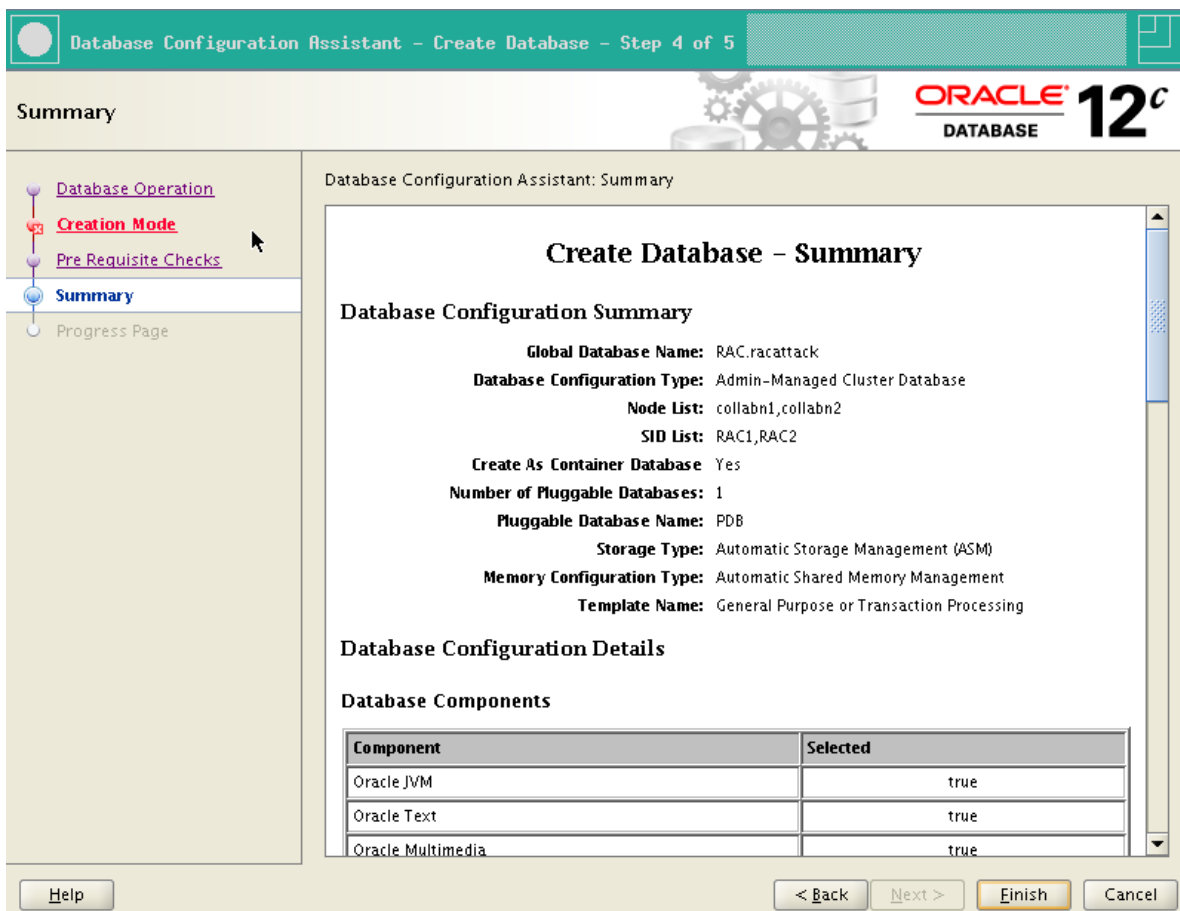 Database Configuration Assistant - Create Database - Step 4 of 5
Summary
ORACLE
DATABASE
12c
Database Operation
Creation Mode
Pre Requisite Checks
Summary
Progress Page
Database Configuration Assistant: Summary
Create Database - Summary
Database Configuration Summary
Global Database Name: RAC.racattack
Database Configuration Type: Admin-Managed Cluster Database
Node List: collabn1,collabn2
SID List: RAC1,RAC2
Create As Container Database Yes
Number of Pluggable Databases: 1
Pluggable Database Name: PDB
Storage Type: Automatic Storage Management (ASM)
Memory Configuration Type: Automatic Shared Memory Management
Template Name: General Purpose or Transaction Processing
Database Configuration Details
Database Components
Component Selected
Oracle JVM true
Oracle Text true
Oracle Multimedia true
Help < Back Next > Finish Cancel